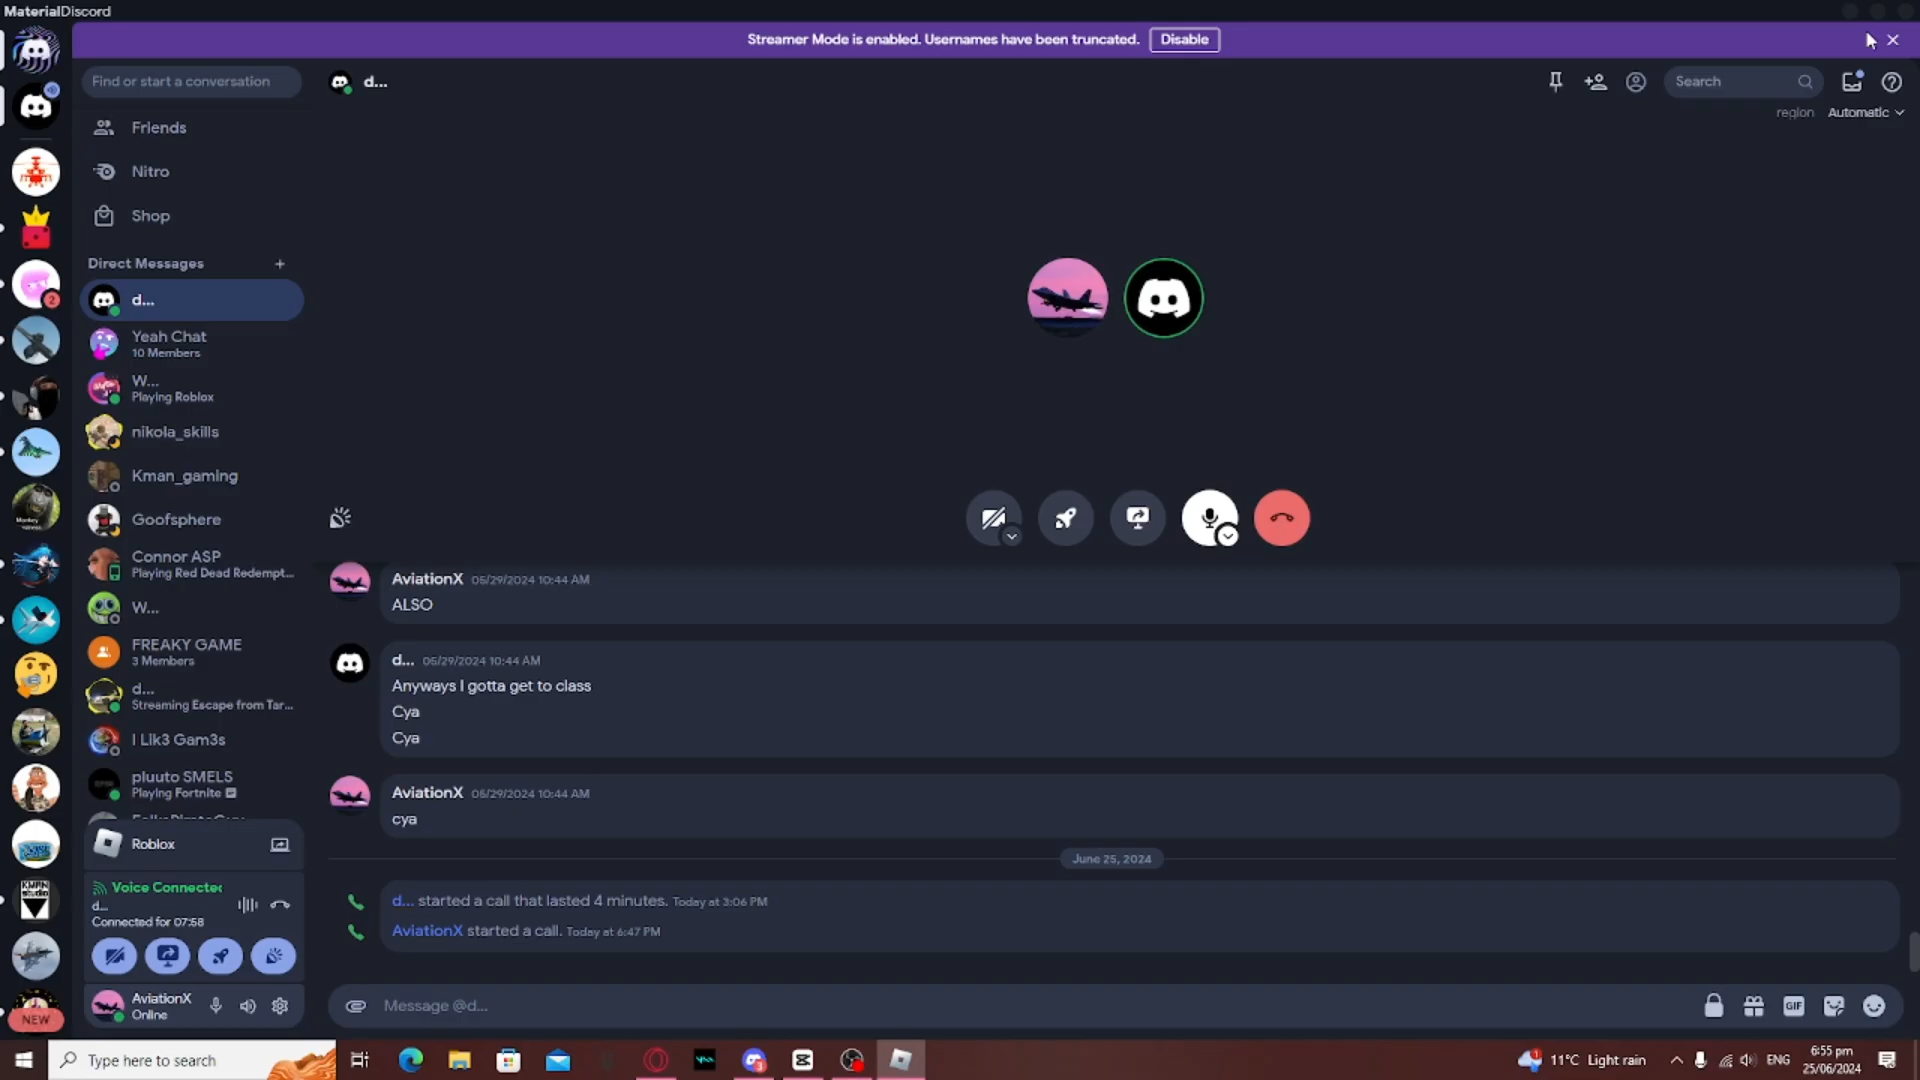 MaterialDiscord
Streamer Mode is enabled. Usernames have been truncated.
Disable
Find or start a conversation
d...
Search
region
Automatic
Friends
Nitro
Shop
Direct Messages
d...
Yeah Chat
10 Members
W...
Playing Roblox
nikola_skills
Kman_gaming
Goofsphere
Connor ASP
Playing Red Dead Redempt...
W...
FREAKY GAME
3 Members
d...
Streaming Escape from Tar...
I Lik3 Gam3s
pluuto SMELS
Playing Fortnite
Roblox
Voice Connected
d...
Connected for 07:58
AviationX
Online
2
NEW
AviationX 05/29/2024 10:44 AM
ALSO
d... 05/29/2024 10:44 AM
Anyways I gotta get to class
Cya
Cya
AviationX 05/29/2024 10:44 AM
cya
June 25, 2024
d... started a call that lasted 4 minutes. Today at 3:06 PM
AviationX started a call. Today at 6:47 PM
Message @d...
GIF
Type here to search
11°C Light rain
ENG
6:55 pm
25/06/2024